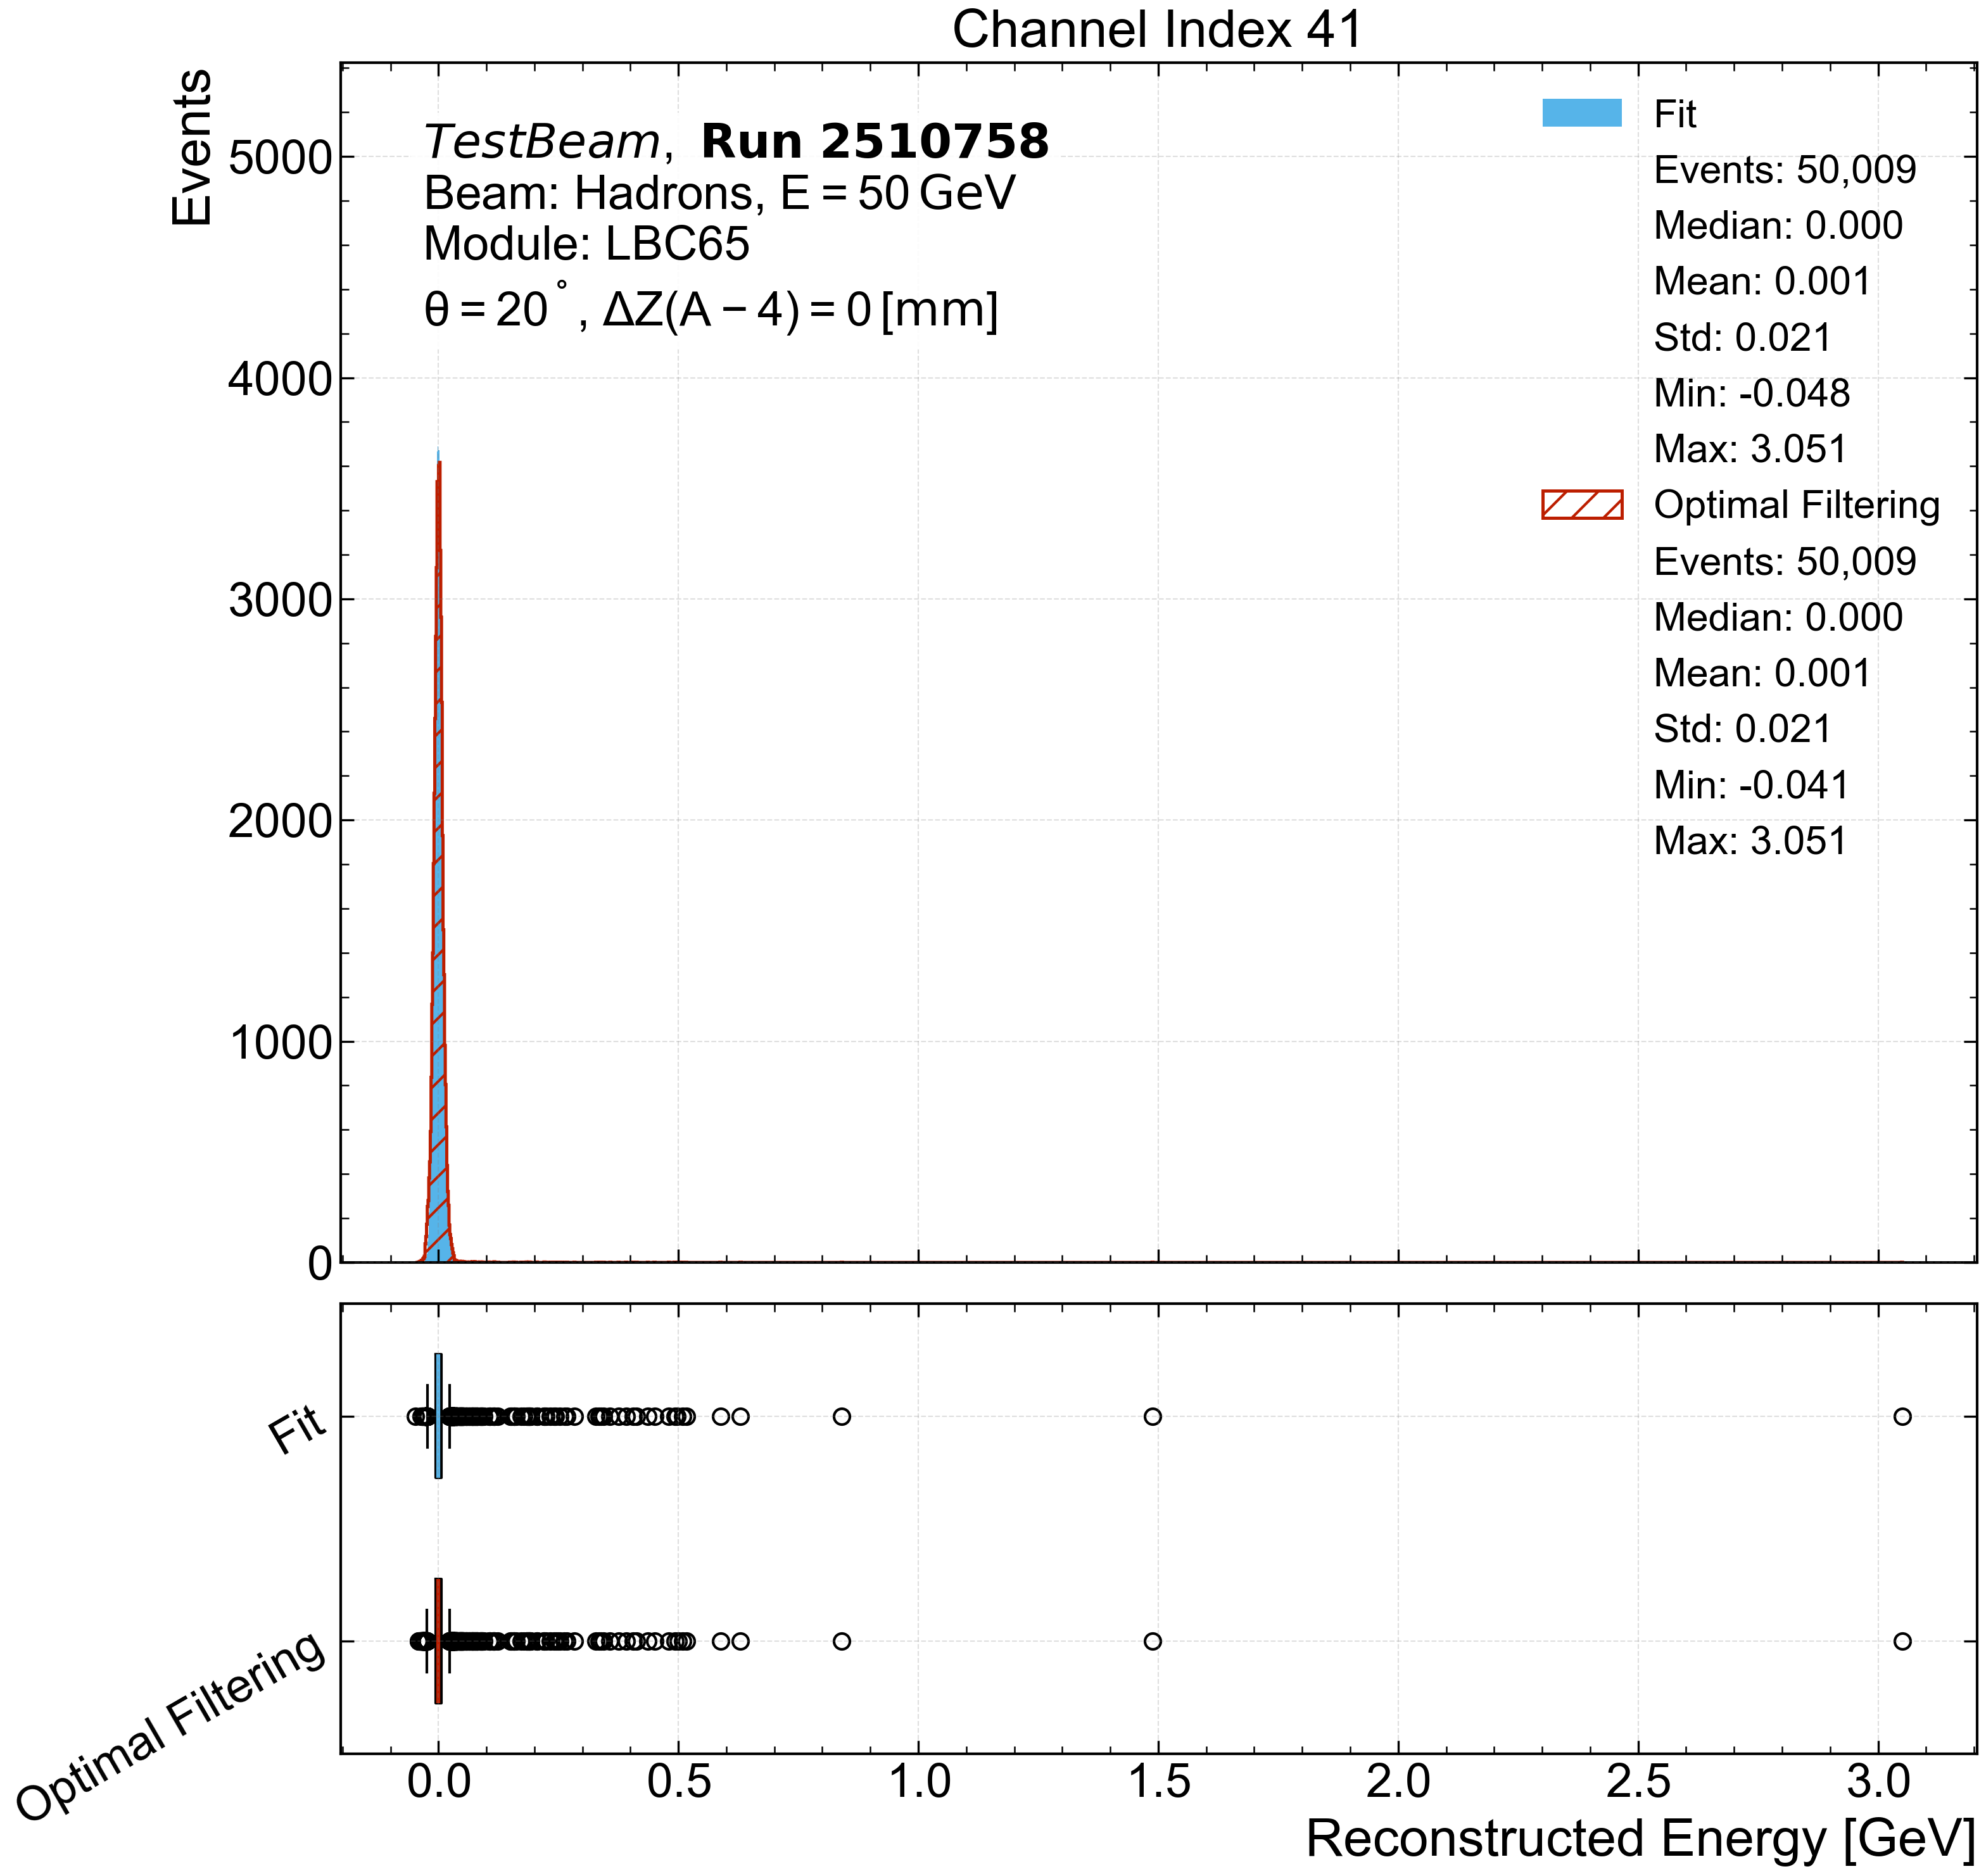 Channel Index 41
Events
TestBeam, Run 2510758
Beam: Hadrons, E = 50 GeV
Module: LBC65
θ = 20°, ΔZ(A − 4) = 0 [mm]
Fit
Events: 50,009
Median: 0.000
Mean: 0.001
Std: 0.021
Min: -0.048
Max: 3.051
Optimal Filtering
Events: 50,009
Median: 0.000
Mean: 0.001
Std: 0.021
Min: -0.041
Max: 3.051
5000
4000
3000
2000
1000
0
Fit
Optimal Filtering
0.0 0.5 1.0 1.5 2.0 2.5 3.0
Reconstructed Energy [GeV]